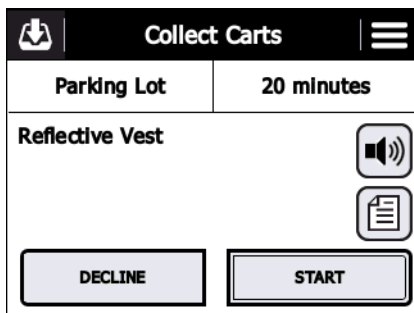 Collect Carts
Parking Lot 20 minutes
Reflective Vest
DECLINE START